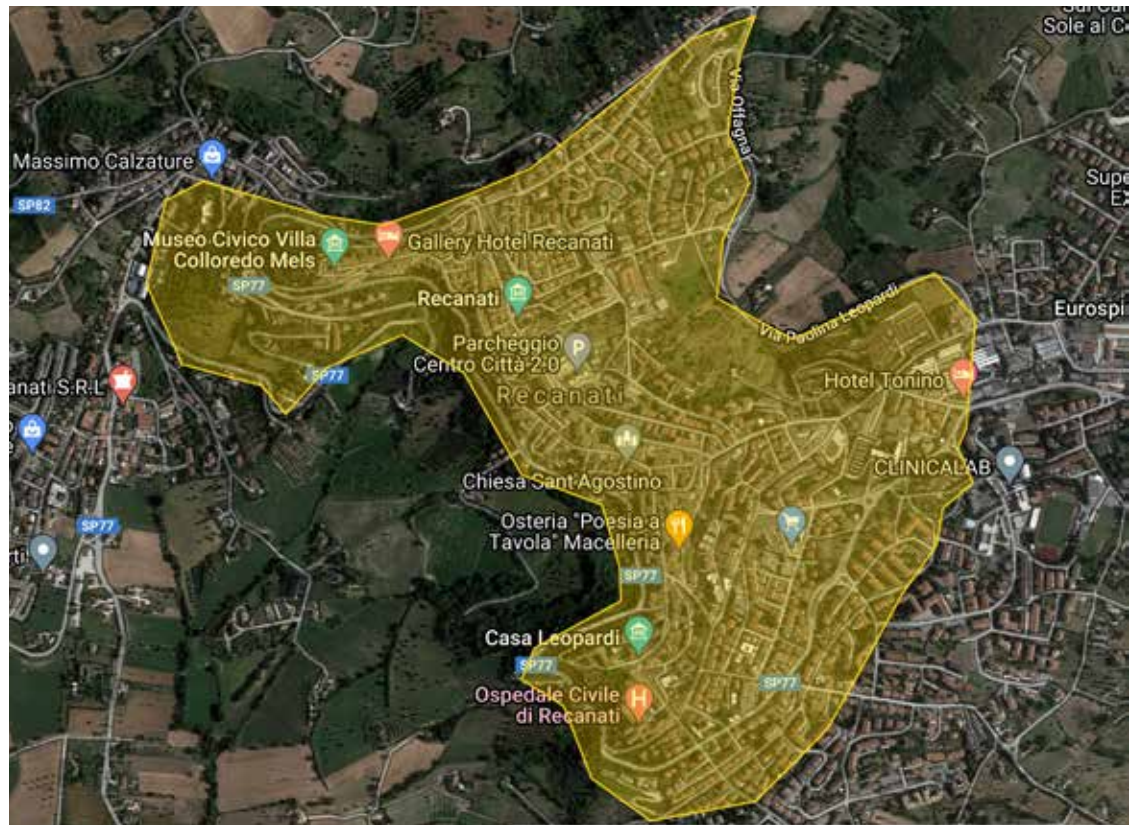 Sole al C
Massimo Calzature
SP82
Via Offagna
Museo Civico Villa
Colloredo Mels
Gallery Hotel Recanati
SP77
Recanati
Via Paolina Leopardi
Eurospi
Parcheggio
Centro Città 2.0
SP77
anati S.R.L
Recanati
Hotel Tonino
P
CLINICALAB
Chiesa Sant'Agostino
Osteria "Poesia a
Tavola" Macelleria
SP77
SP77
Casa Leopardi
SP77
SP77
Ospedale Civile
di Recanati
H